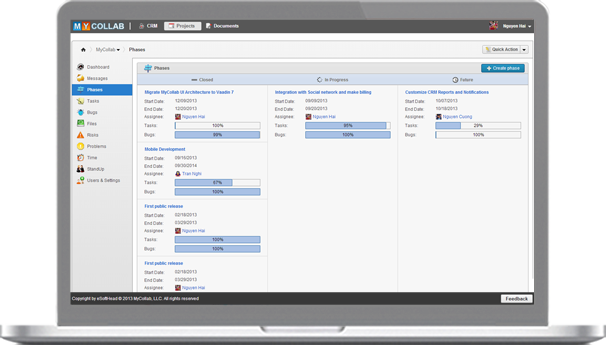 MYCOLLAB | CRM Projects Documents Nguyen Hai
MyCollab Phases Quick Action
Dashboard
Messages
Phases
Tasks
Bugs
Files
Risks
Problems
Time
StandUp
Users & Settings
Phases Create phase
Closed In Progress Future
Migrate MyCollab UI Architecture to Vaadin 7
Start Date: 12/09/2013
End Date: 12/20/2013
Assignee: Nguyen Hai
Tasks: 100%
Bugs: 99%
Mobile Development
Start Date: 09/16/2013
End Date: 09/30/2014
Assignee: Tran Nghi
Tasks: 67%
Bugs: 100%
First public release
Start Date: 02/18/2013
End Date: 03/29/2013
Assignee: Nguyen Hai
Tasks: 100%
Bugs: 100%
First public release
Start Date: 02/18/2013
End Date: 03/29/2013
Assignee: Nguyen Hai
Integration with Social network and make billing
Start Date: 09/09/2013
End Date:
Assignee: Nguyen Hai
Tasks: 95%
Bugs: 100%
Customize CRM Reports and Notifications
Start Date: 10/07/2013
End Date: 10/19/2013
Assignee: Nguyen Cuong
Tasks: 29%
Bugs: 100%
Copyright by eSoftHead © 2013 MyCollab, LLC. All rights reserved Feedback